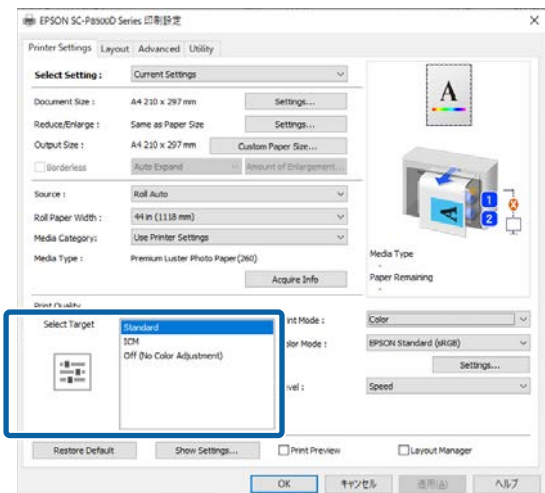 EPSON SC-P8500D Series 印刷設定
Printer Settings Layout Advanced Utility
Select Setting : Current Settings
Document Size : A4 210 x 297 mm Settings...
Reduce/Enlarge : Same as Paper Size Settings...
Output Size : A4 210 x 297 mm Custom Paper Size...
Borderless Auto Expand Amount of Enlargement...
Source : Roll Auto
Roll Paper Width : 44 in (1118 mm)
Media Category: Use Printer Settings
Media Type : Premium Luster Photo Paper (260)
Acquire Info
A
A
1
2
Media Type
-
Paper Remaining
-
Print Quality
Select Target
Standard
ICM
Off (No Color Adjustment)
int Mode : Color
olor Mode : EPSON Standard (sRGB)
Settings...
evel : Speed
Restore Default Show Settings... Print Preview Layout Manager
OK キャンセル 適用(A) ヘルプ